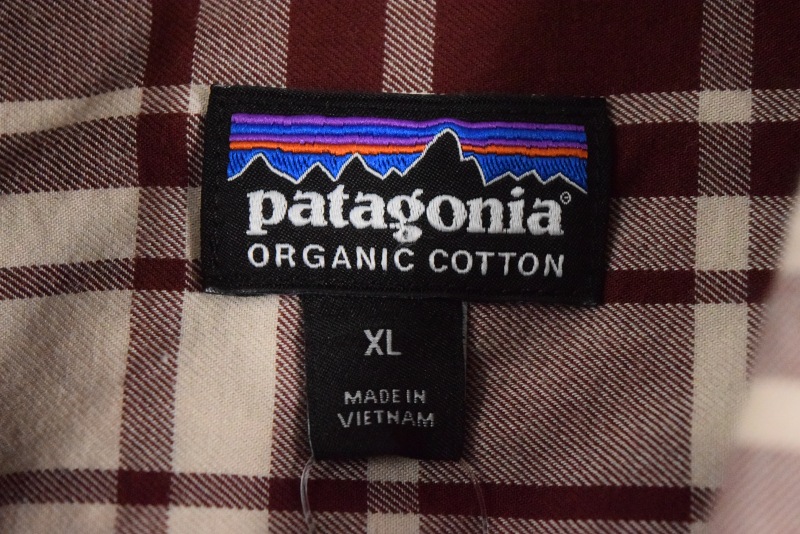 patagonia®
ORGANIC COTTON
XL
MADE IN
VIETNAM